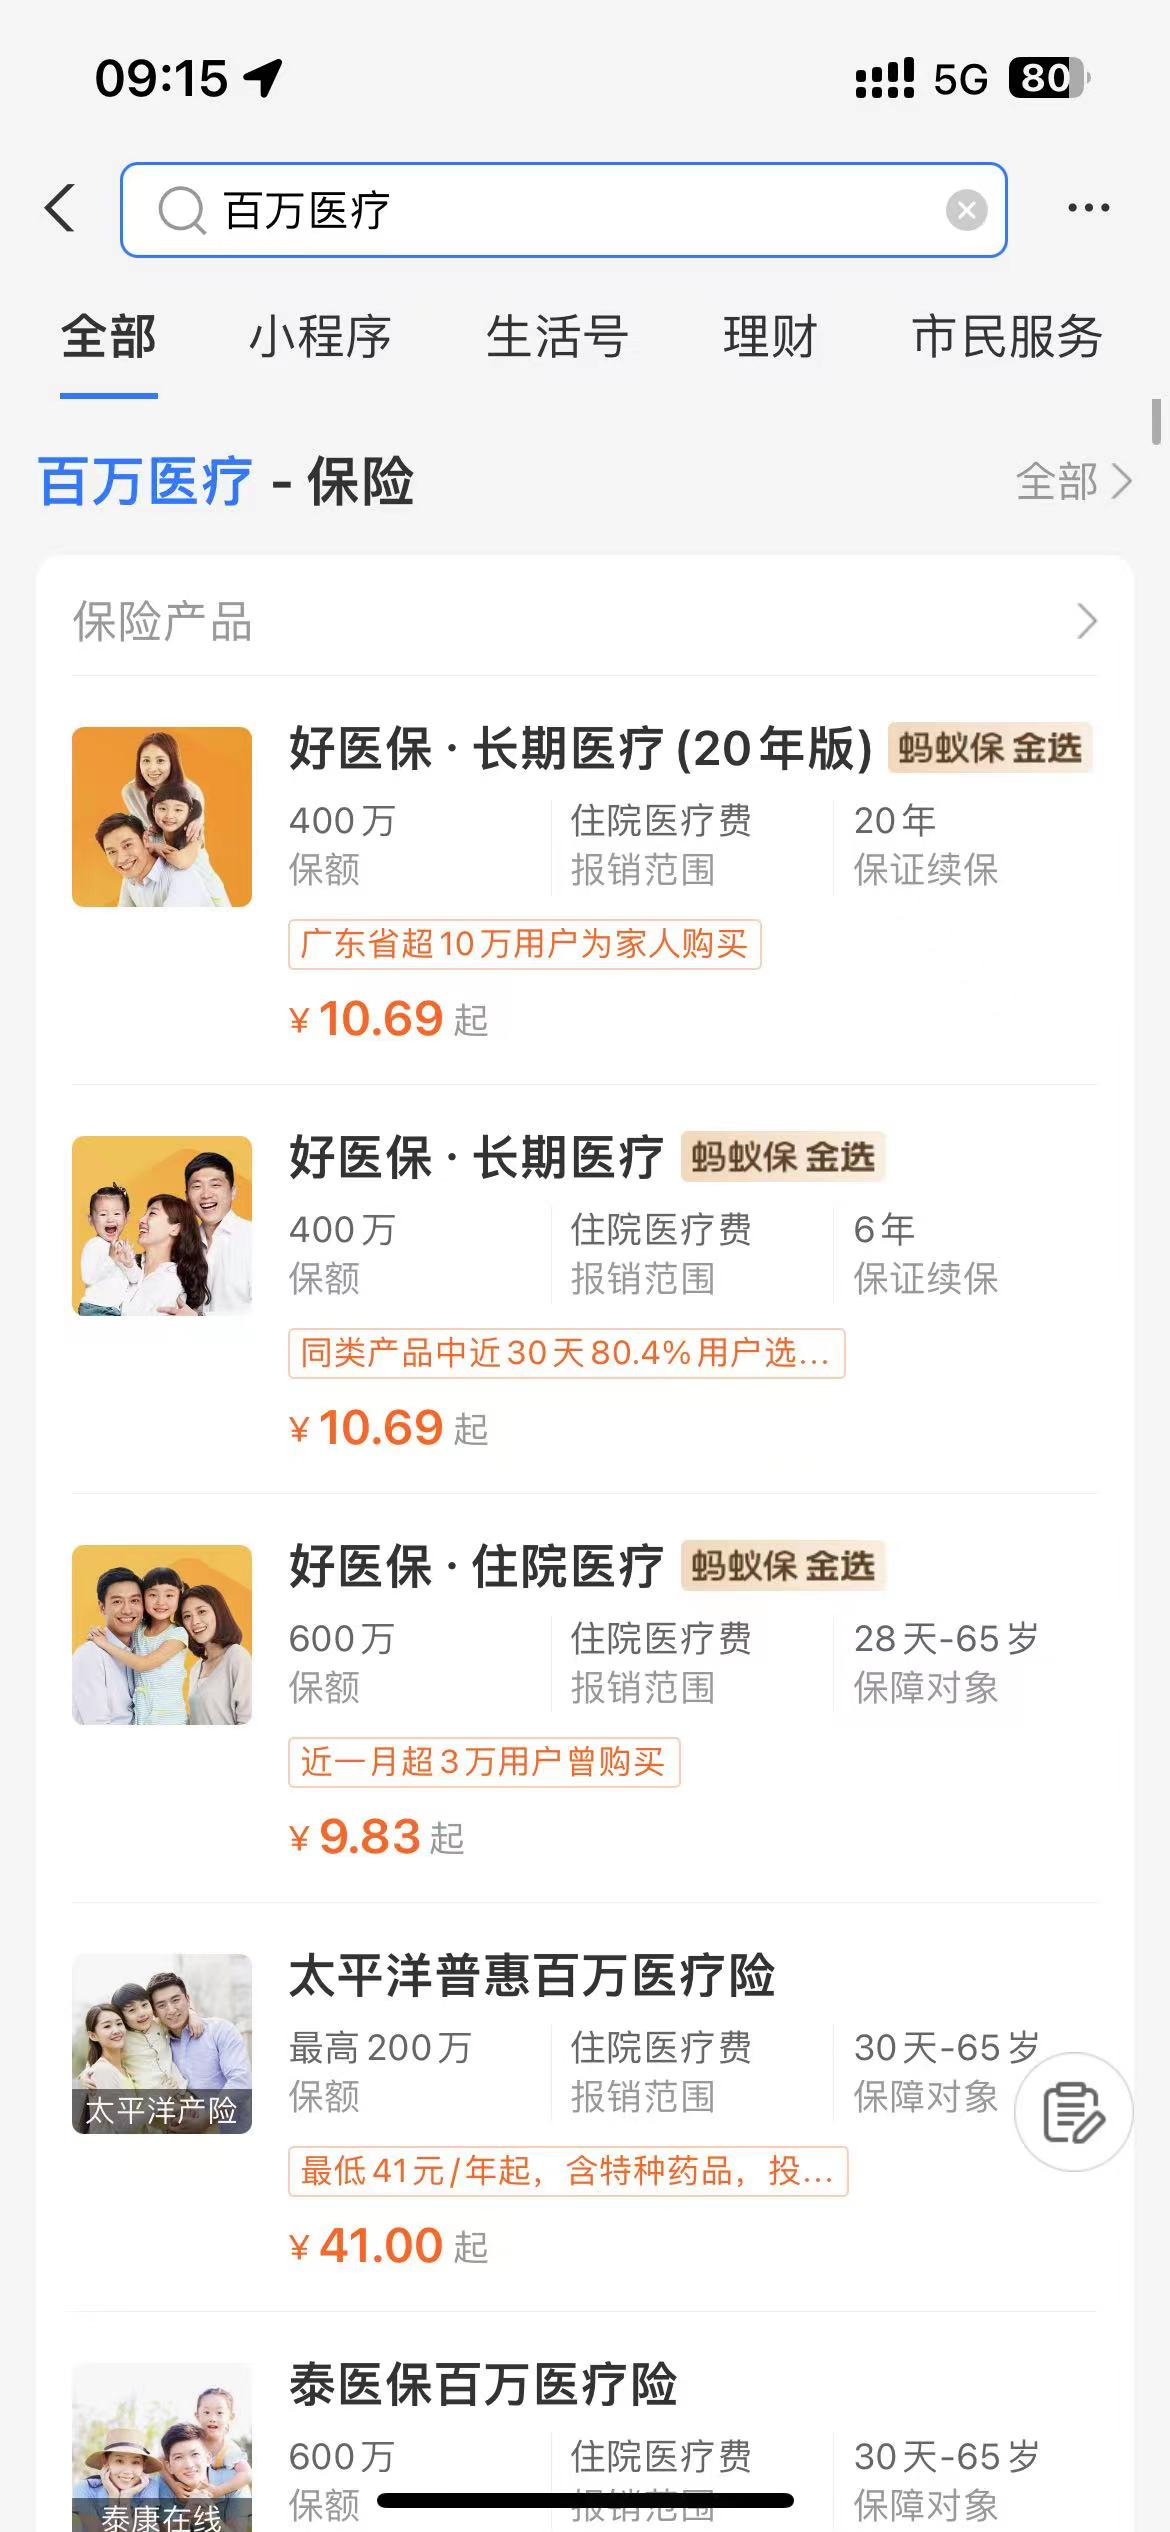 09:15
5G 80
百万医疗
全部 小程序 生活号 理财 市民服务
百万医疗 - 保险
全部
保险产品
好医保 · 长期医疗 (20年版) 蚂蚁保 金选
400万 住院医疗费 20年
保额 报销范围 保证续保
广东省超10万用户为家人购买
¥ 10.69 起
好医保 · 长期医疗 蚂蚁保 金选
400万 住院医疗费 6年
保额 报销范围 保证续保
同类产品中近30天80.4%用户选...
¥ 10.69 起
好医保 · 住院医疗 蚂蚁保 金选
600万 住院医疗费 28天-65岁
保额 报销范围 保障对象
近一月超3万用户曾购买
¥ 9.83 起
太平洋产险
太平洋普惠百万医疗险
最高200万 住院医疗费 30天-65岁
保额 报销范围 保障对象
最低41元/年起，含特种药品，投...
¥ 41.00 起
泰康在线
泰医保百万医疗险
600万 住院医疗费 30天-65岁
保额 报销范围 保障对象